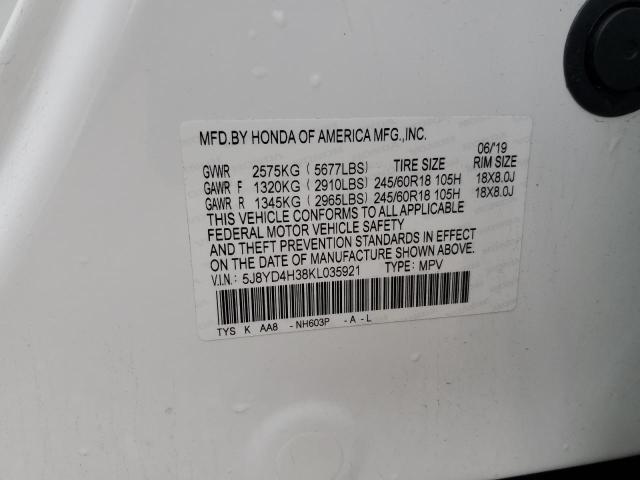 MFD.BY HONDA OF AMERICA MFG.,INC.
06/'19
GVWR 2575KG ( 5677LBS) TIRE SIZE RIM SIZE
GAWR F 1320KG ( 2910LBS) 245/60R18 105H 18X8.0J
GAWR R 1345KG ( 2965LBS) 245/60R18 105H 18X8.0J
THIS VEHICLE CONFORMS TO ALL APPLICABLE
FEDERAL MOTOR VEHICLE SAFETY
AND THEFT PREVENTION STANDARDS IN EFFECT
ON THE DATE OF MANUFACTURE SHOWN ABOVE.
V.I.N.: 5J8YD4H38KL035921 TYPE: MPV
TYS K AA8 -NH603P -A-L